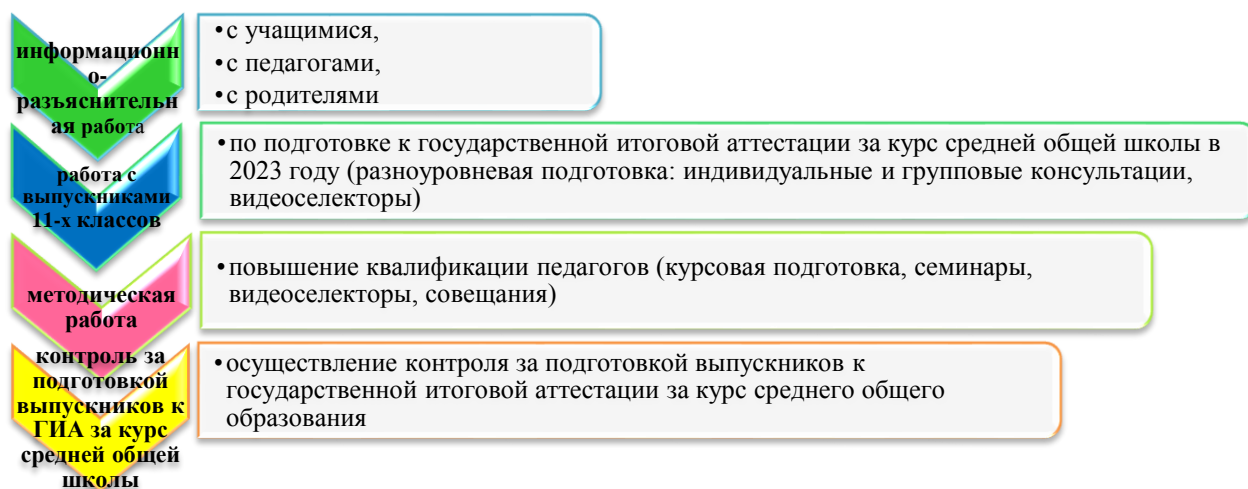 информационн
о-
разъяснительн
ая работа
•с учащимися,
•с педагогами,
•с родителями
работа с
выпускниками
11-х классов
•по подготовке к государственной итоговой аттестации за курс средней общей школы в
2023 году (разноуровневая подготовка: индивидуальные и групповые консультации,
видеоселекторы)
методическая
работа
•повышение квалификации педагогов (курсовая подготовка, семинары,
видеоселекторы, совещания)
контроль за
подготовкой
выпускников к
ГИА за курс
средней общей
школы
•осуществление контроля за подготовкой выпускников к
государственной итоговой аттестации за курс среднего общего
образования